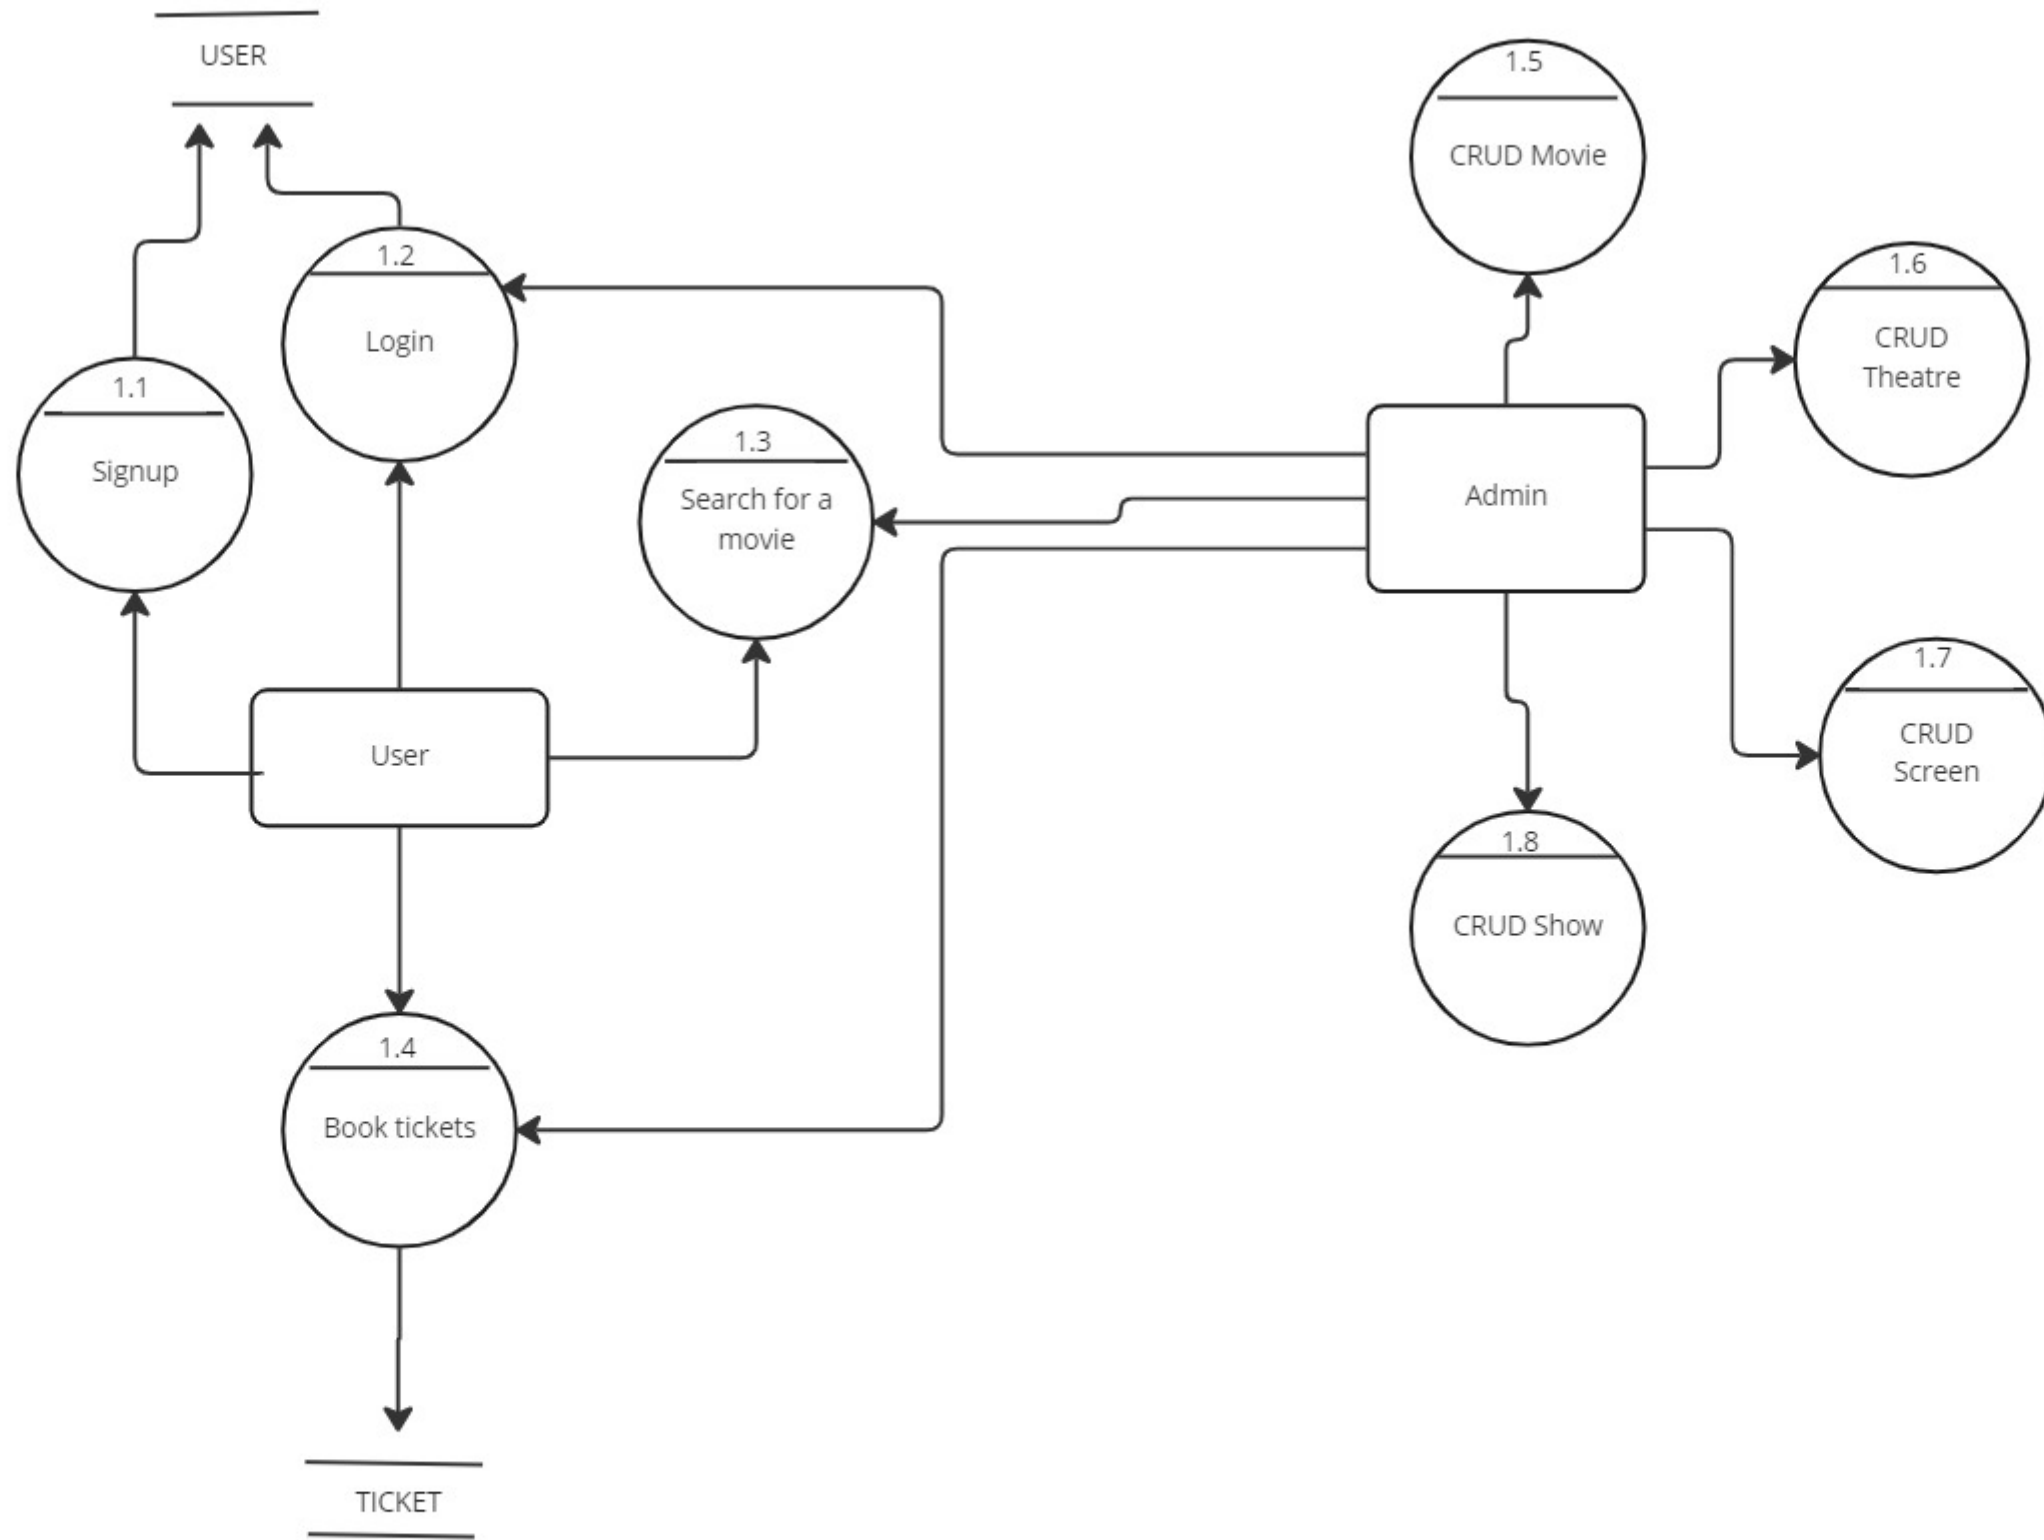 USER
1.5
CRUD Movie
1.2
Login
1.6
CRUD
Theatre
1.1
Signup
1.3
Search for a
movie
Admin
User
1.7
CRUD
Screen
1.8
CRUD Show
1.4
Book tickets
TICKET